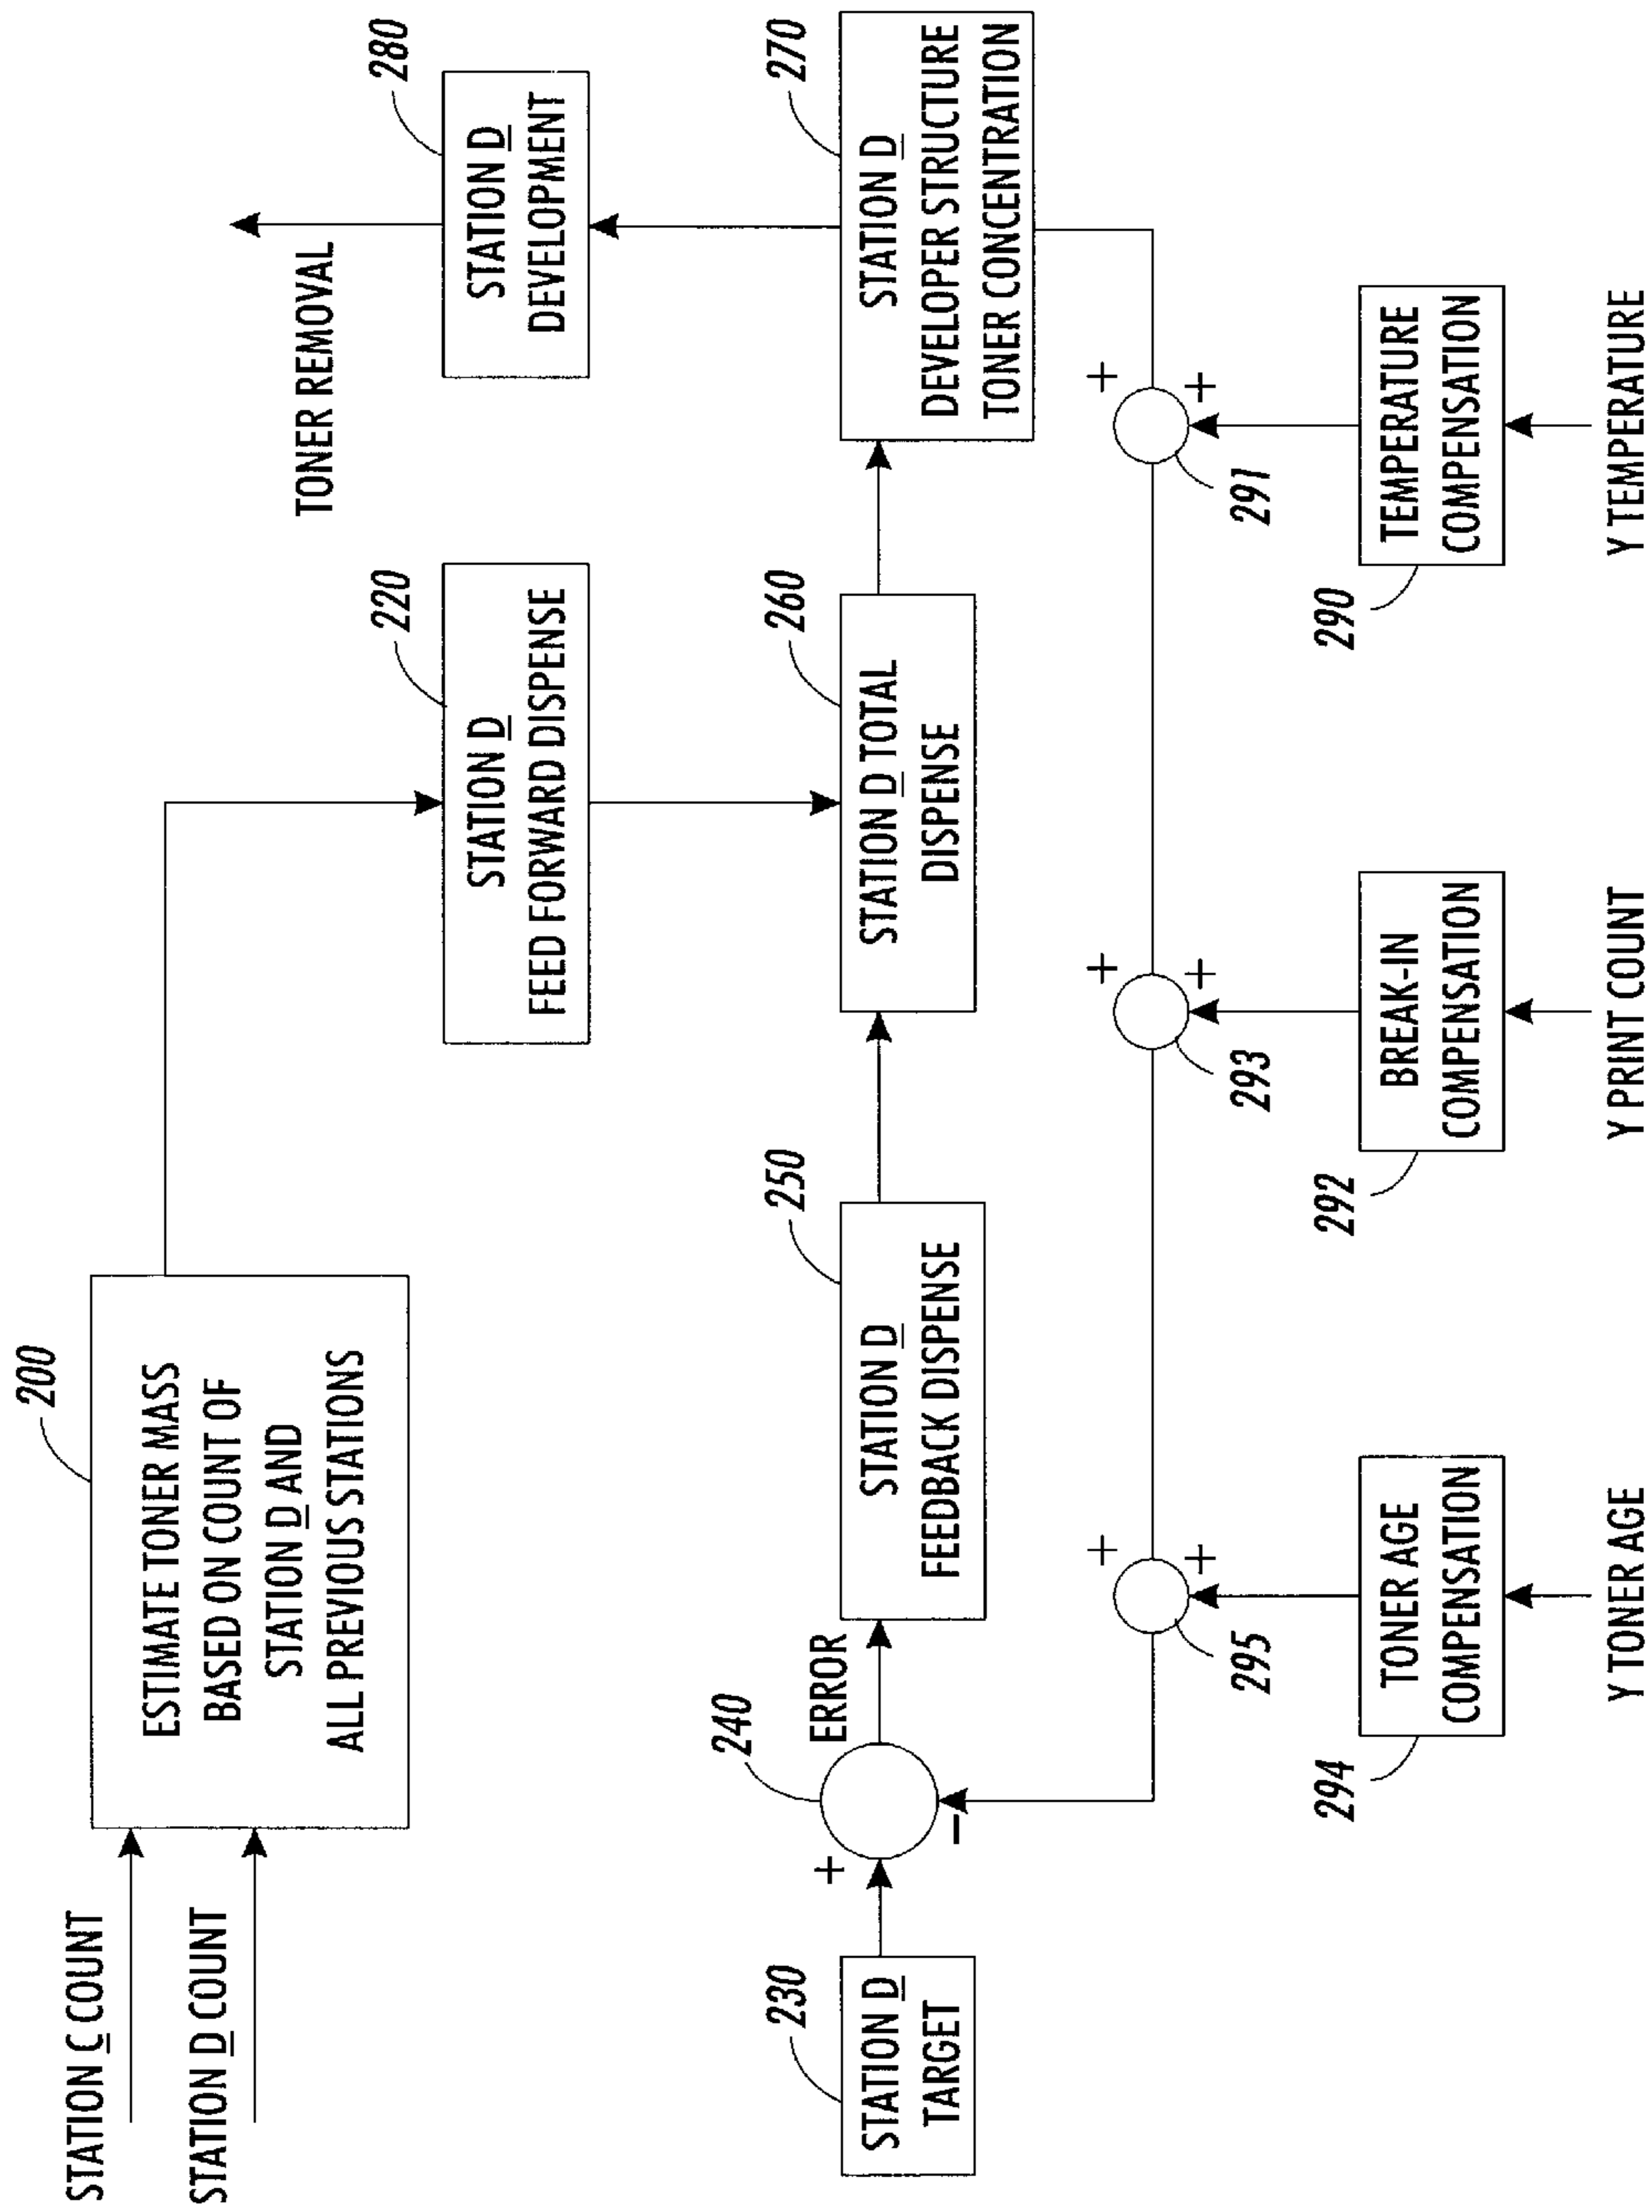 STATION C COUNT
STATION D COUNT
200
ESTIMATE TONER MASS
BASED ON COUNT OF
STATION D AND
ALL PREVIOUS STATIONS
220
STATION D
FEED FORWARD DISPENSE
TONER REMOVAL
280
STATION D
DEVELOPMENT
230
STATION D
TARGET
+
-
240
ERROR
250
STATION D
FEEDBACK DISPENSE
260
STATION D TOTAL
DISPENSE
270
STATION D
DEVELOPER STRUCTURE
TONER CONCENTRATION
+
+
295
+
+
293
+
+
291
294
TONER AGE
COMPENSATION
Y TONER AGE
292
BREAK-IN
COMPENSATION
Y PRINT COUNT
290
TEMPERATURE
COMPENSATION
Y TEMPERATURE